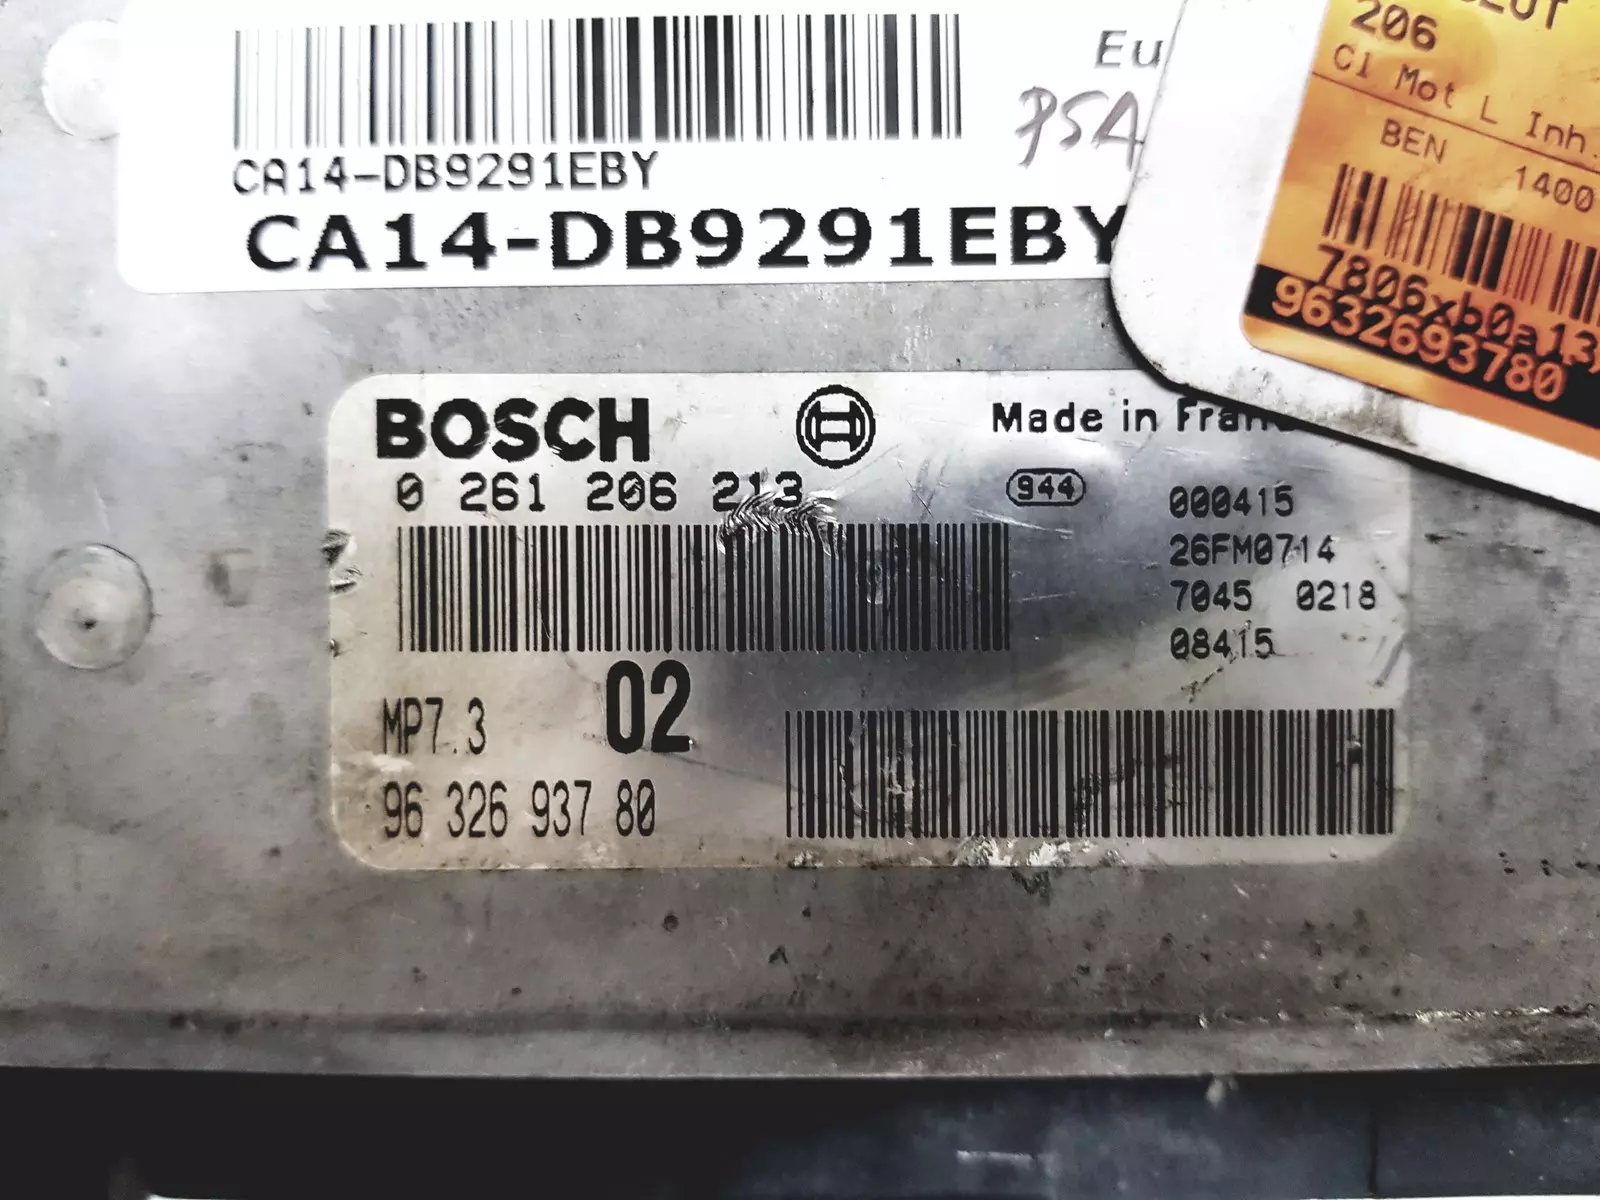 Eu
PSA
CA14-DB9291EBY
CA14-DB9291EBY
206
CI Mot L Inh.
BEN 1400
7806xb0a13
9632693780
BOSCH
Made in Fran
0 261 206 213
944
000415
26FM0714
7045 0218
08415
MP7.3
02
96 326 937 80